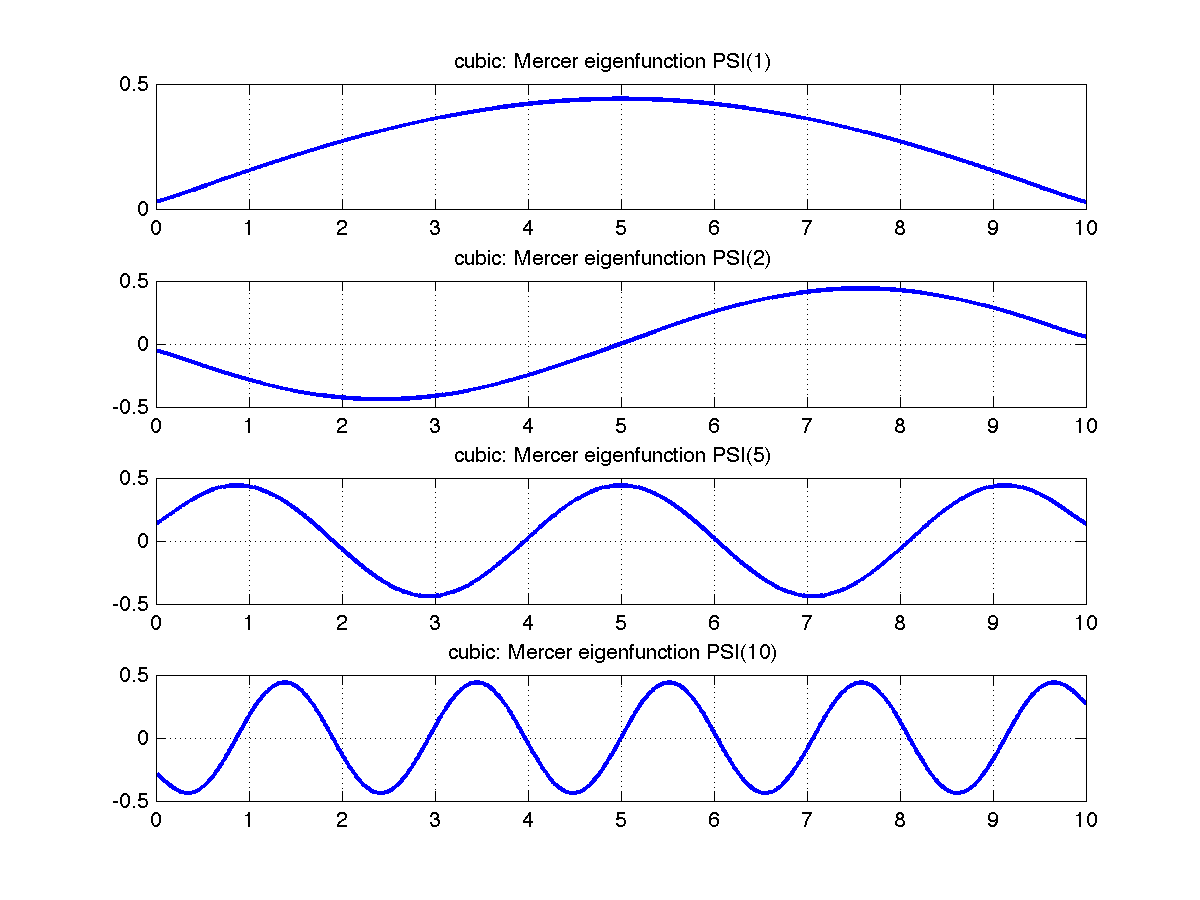 cubic: Mercer eigenfunction PSI(1)
0.5
0
0 1 2 3 4 5 6 7 8 9 10
cubic: Mercer eigenfunction PSI(2)
0.5
0
-0.5
0 1 2 3 4 5 6 7 8 9 10
cubic: Mercer eigenfunction PSI(5)
0.5
0
-0.5
0 1 2 3 4 5 6 7 8 9 10
cubic: Mercer eigenfunction PSI(10)
0.5
0
-0.5
0 1 2 3 4 5 6 7 8 9 10